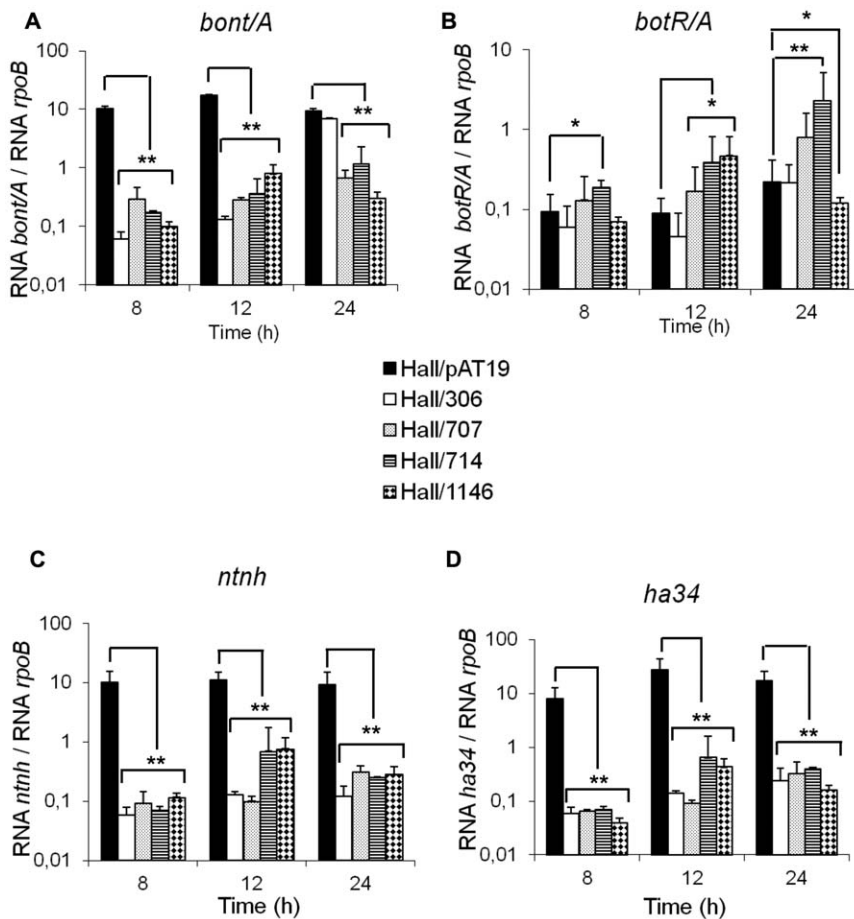 A
bont/A
RNA bont/A / RNA rpoB
100
10
1
0,1
0,01
**
**
**
8
12
24
Time (h)
B
botR/A
RNA botR/A / RNA rpoB
10
1
0,1
0,01
*
*
*
**
8
12
24
Time (h)
Hall/pAT19
Hall/306
Hall/707
Hall/714
Hall/1146
C
ntnh
RNA ntnh / RNA rpoB
100
10
1
0,1
0,01
**
**
**
8
12
24
Time (h)
D
ha34
RNA ha34 / RNA rpoB
100
10
1
0,1
0,01
**
**
**
8
12
24
Time (h)